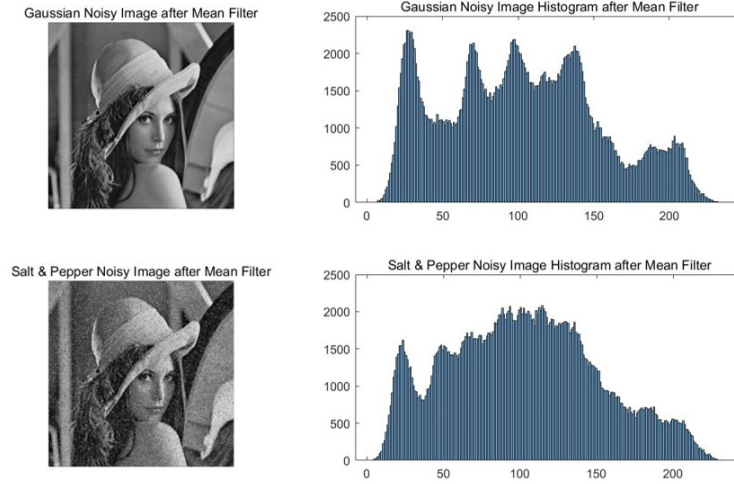 Gaussian Noisy Image after Mean Filter
Gaussian Noisy Image Histogram after Mean Filter
2500
2000
1500
1000
500
0
0 50 100 150 200
Salt & Pepper Noisy Image after Mean Filter
Salt & Pepper Noisy Image Histogram after Mean Filter
2500
2000
1500
1000
500
0
0 50 100 150 200